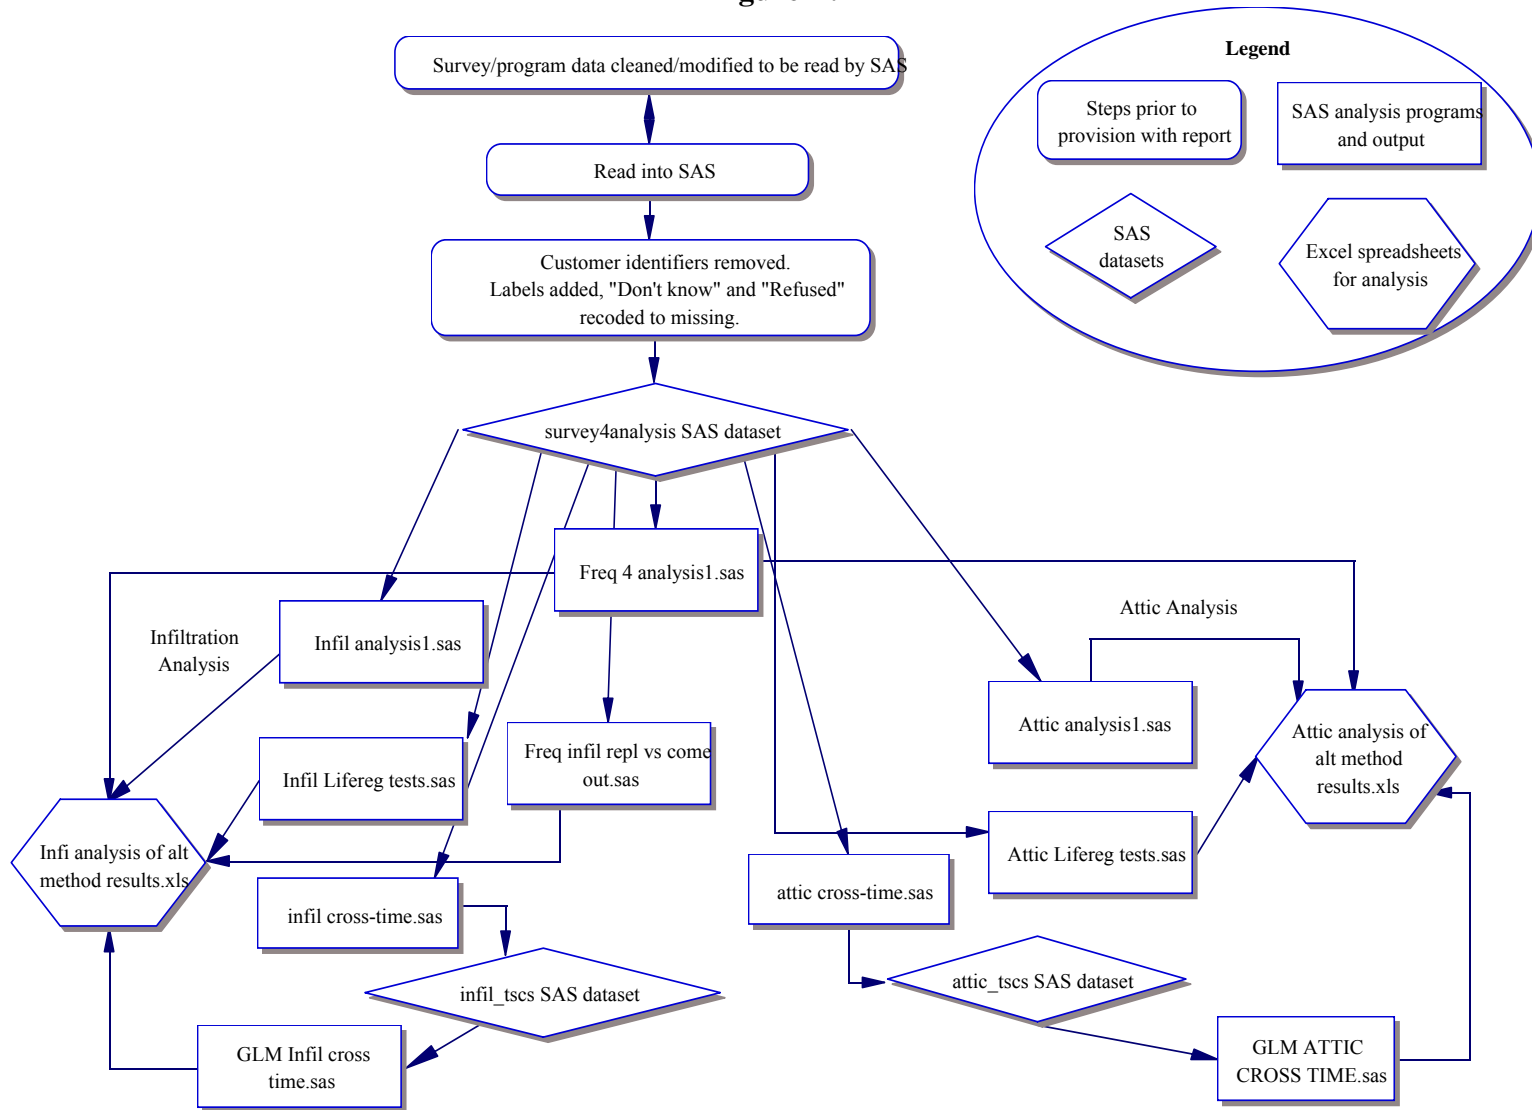 Survey/program data cleaned/modified to be read by SAS
Read into SAS
Customer identifiers removed.
Labels added, "Don't know" and "Refused"
recoded to missing.
Legend
Steps prior to
provision with report
SAS analysis programs
and output
SAS
datasets
Excel spreadsheets
for analysis
survey4analysis SAS dataset
Freq 4 analysis1.sas
Infiltration
Analysis
Infil analysis1.sas
Attic Analysis
Infil Lifereg tests.sas
Freq infil repl vs come
out.sas
Attic analysis1.sas
Attic analysis of
alt method
results.xls
Infi analysis of alt
method results.xls
Attic Lifereg tests.sas
infil cross-time.sas
attic cross-time.sas
infil_tscs SAS dataset
attic_tscs SAS dataset
GLM Infil cross
time.sas
GLM ATTIC
CROSS TIME.sas